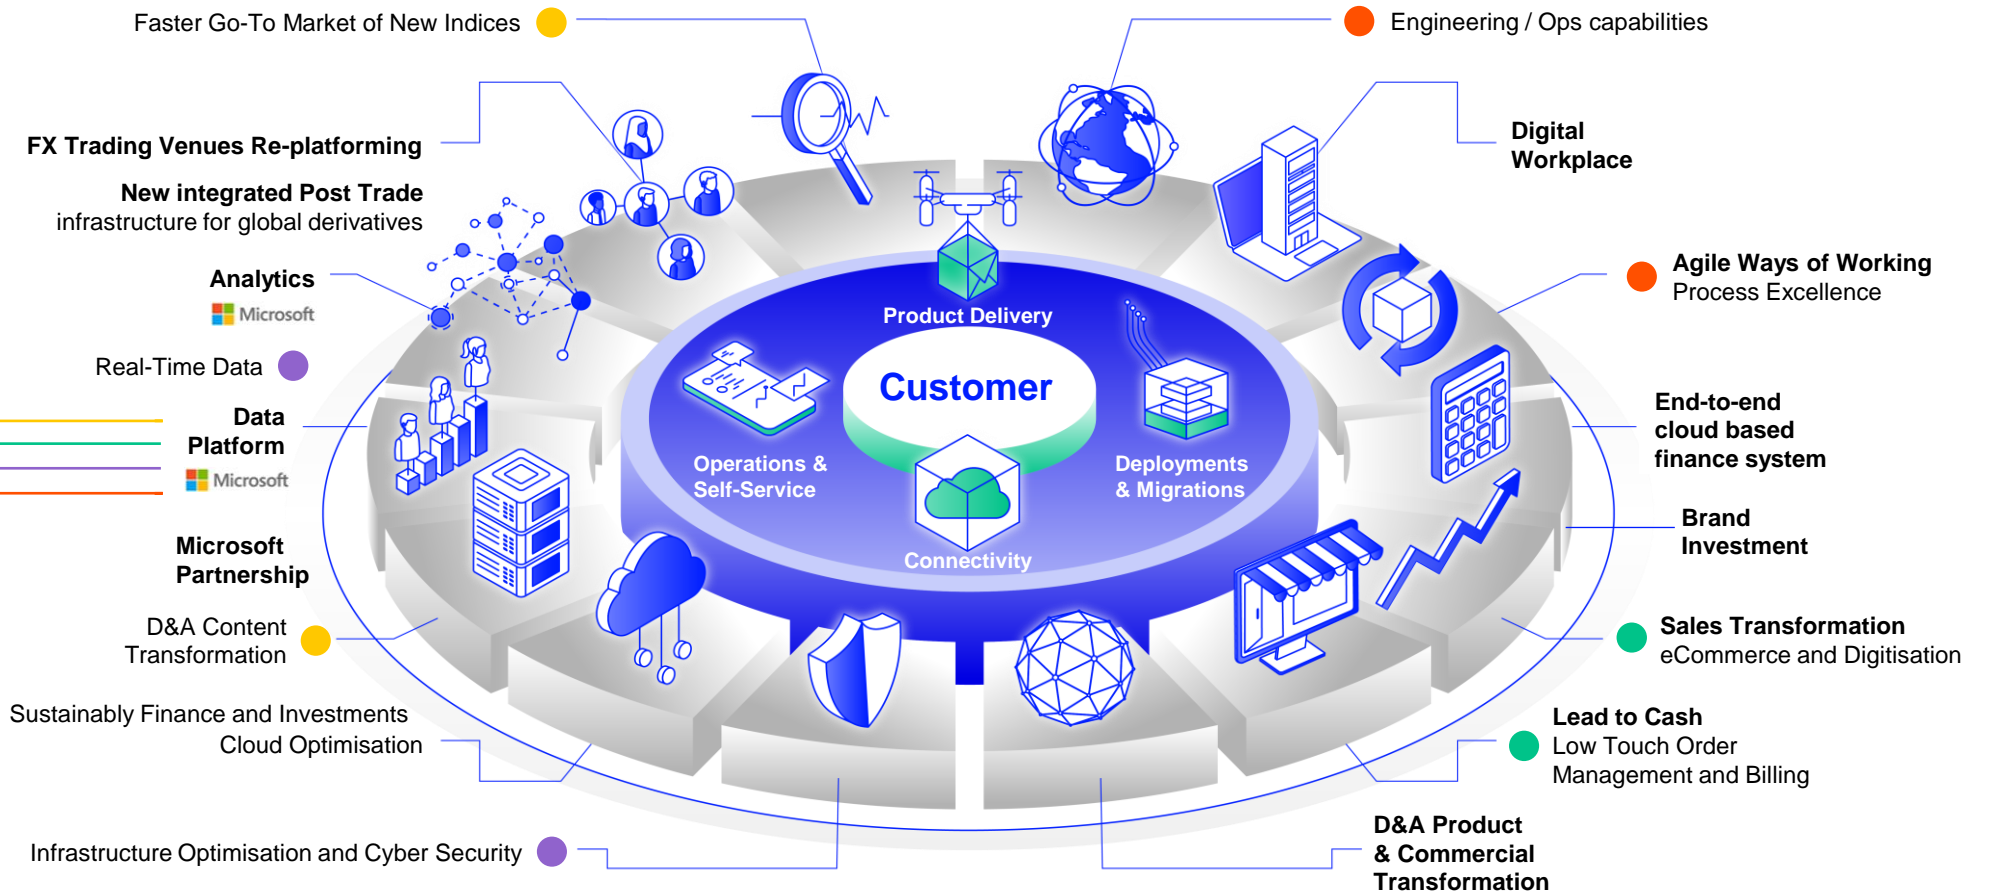 Faster Go-To Market of New Indices
Engineering / Ops capabilities
FX Trading Venues Re-platforming
Digital
Workplace
New integrated Post Trade
infrastructure for global derivatives
Analytics
Microsoft
Agile Ways of Working
Process Excellence
Real-Time Data
Data
Platform
Microsoft
End-to-end
cloud based
finance system
Product Delivery
Customer
Operations &
Self-Service
Deployments
& Migrations
Connectivity
Microsoft
Partnership
Brand
Investment
D&A Content
Transformation
Sales Transformation
eCommerce and Digitisation
Sustainably Finance and Investments
Cloud Optimisation
Lead to Cash
Low Touch Order
Management and Billing
Infrastructure Optimisation and Cyber Security
D&A Product
& Commercial
Transformation